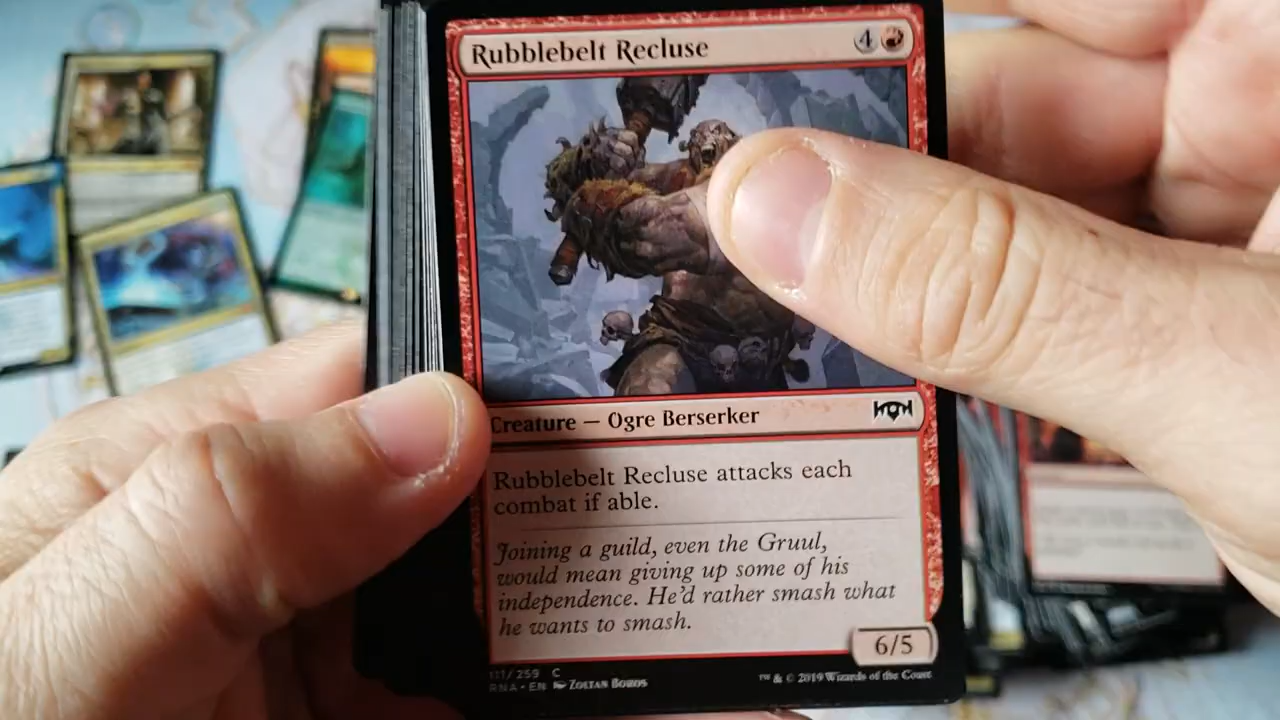 Rubblebelt Recluse 4
Creature — Ogre Berserker
Rubblebelt Recluse attacks each
combat if able.
Joining a guild, even the Gruul,
would mean giving up some of his
independence. He'd rather smash what
he wants to smash.
6/5
111/259 C
RNA • EN Zoltan Boros
™ & © 2019 Wizards of the Coast